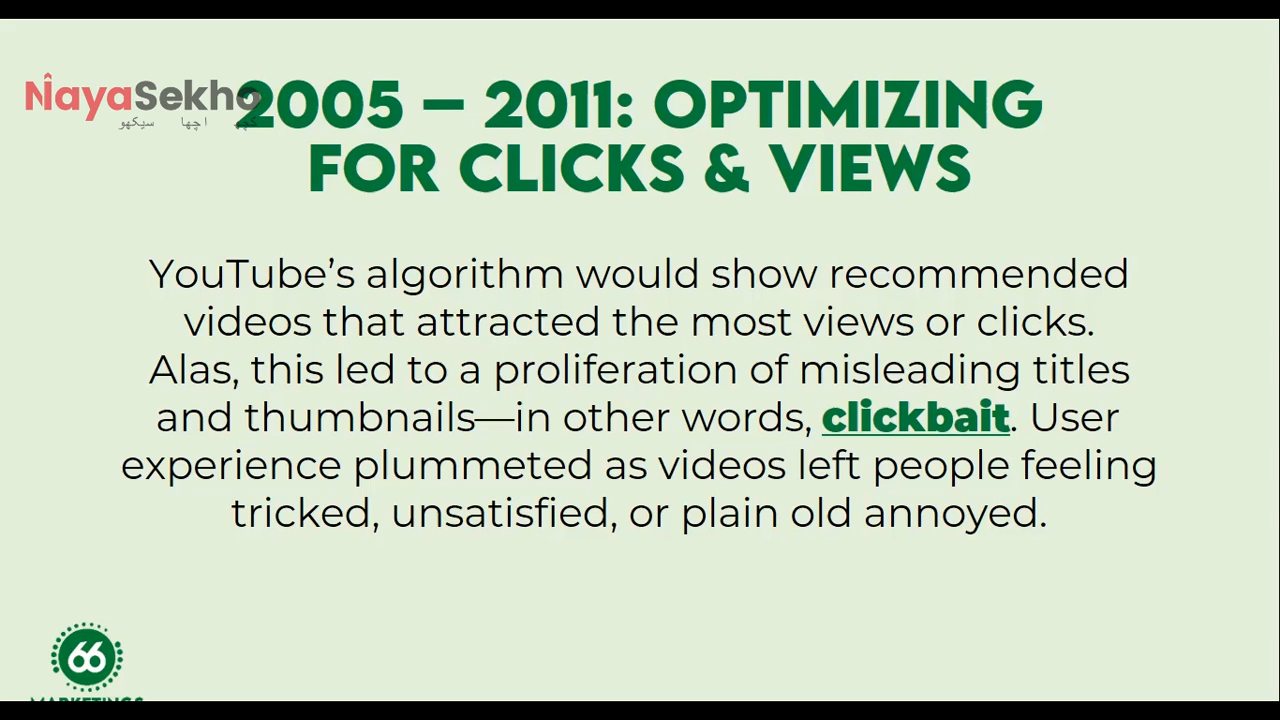 NayaSekho
کچھ اچھا سیکھو
2005 – 2011: OPTIMIZING
FOR CLICKS & VIEWS
YouTube’s algorithm would show recommended
videos that attracted the most views or clicks.
Alas, this led to a proliferation of misleading titles
and thumbnails—in other words, clickbait. User
experience plummeted as videos left people feeling
tricked, unsatisfied, or plain old annoyed.
66
MARKETINGS